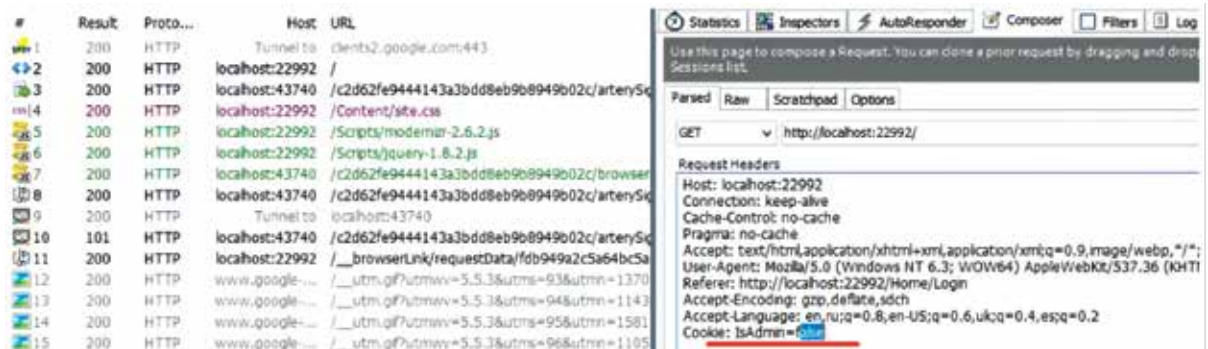 # Result Proto... Host URL
1 200 HTTP Tunnel to clients2.google.com:443
2 200 HTTP localhost:22992 /
3 200 HTTP localhost:43740 /c2d62fe9444143a3bdd8eb9b8949b02c/arterySig
4 200 HTTP localhost:22992 /Content/site.css
5 200 HTTP localhost:22992 /Scripts/modernizr-2.6.2.js
6 200 HTTP localhost:22992 /Scripts/jquery-1.8.2.js
7 200 HTTP localhost:43740 /c2d62fe9444143a3bdd8eb9b8949b02c/browser
8 200 HTTP localhost:43740 /c2d62fe9444143a3bdd8eb9b8949b02c/arterySig
9 200 HTTP Tunnel to localhost:43740
10 101 HTTP localhost:43740 /c2d62fe9444143a3bdd8eb9b8949b02c/arterySig
11 200 HTTP localhost:22992 /__browserLink/requestData/fdb949a2c5a64bc5a
12 200 HTTP www.google-... /__utm.gif?utmwv=5.5.3&utms=93&utmn=1370
13 200 HTTP www.google-... /__utm.gif?utmwv=5.5.3&utms=94&utmn=1143
14 200 HTTP www.google-... /__utm.gif?utmwv=5.5.3&utms=95&utmn=1581
15 200 HTTP www.google-... /__utm.gif?utmwv=5.5.3&utms=96&utmn=1105
Statistics Inspectors AutoResponder Composer Filters Log
Use this page to compose a Request. You can clone a prior request by dragging and drop
Sessions list.
Parsed Raw Scratchpad Options
GET http://localhost:22992/
Request Headers
Host: localhost:22992
Connection: keep-alive
Cache-Control: no-cache
Pragma: no-cache
Accept: text/html,application/xhtml+xml,application/xml;q=0.9,image/webp,*/*;
User-Agent: Mozilla/5.0 (Windows NT 6.3; WOW64) AppleWebKit/537.36 (KHTM
Referer: http://localhost:22992/Home/Login
Accept-Encoding: gzip,deflate,sdch
Accept-Language: en,ru;q=0.8,en-US;q=0.6,uk;q=0.4,es;q=0.2
Cookie: IsAdmin=false